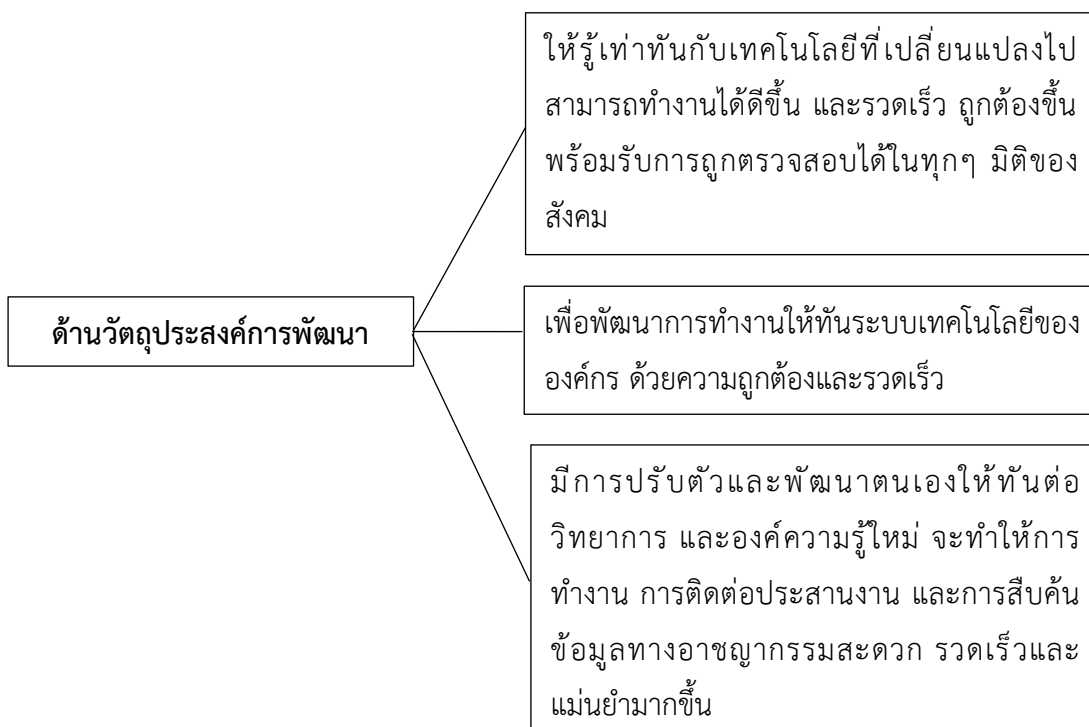 ให้รู้เท่าทันกับเทคโนโลยีที่เปลี่ยนแปลงไป
สามารถทำงานได้ดีขึ้น และรวดเร็ว ถูกต้องขึ้น
พร้อมรับการถูกตรวจสอบได้ในทุกๆ มิติของ
สังคม
ด้านวัตถุประสงค์การพัฒนา
เพื่อพัฒนาการทำงานให้ทันระบบเทคโนโลยีของ
องค์กร ด้วยความถูกต้องและรวดเร็ว
มีการปรับตัวและพัฒนาตนเองให้ทันต่อ
วิทยาการ และองค์ความรู้ใหม่ จะทำให้การ
ทำงาน การติดต่อประสานงาน และการสืบค้น
ข้อมูลทางอาชญากรรมสะดวก รวดเร็วและ
แม่นยำมากขึ้น